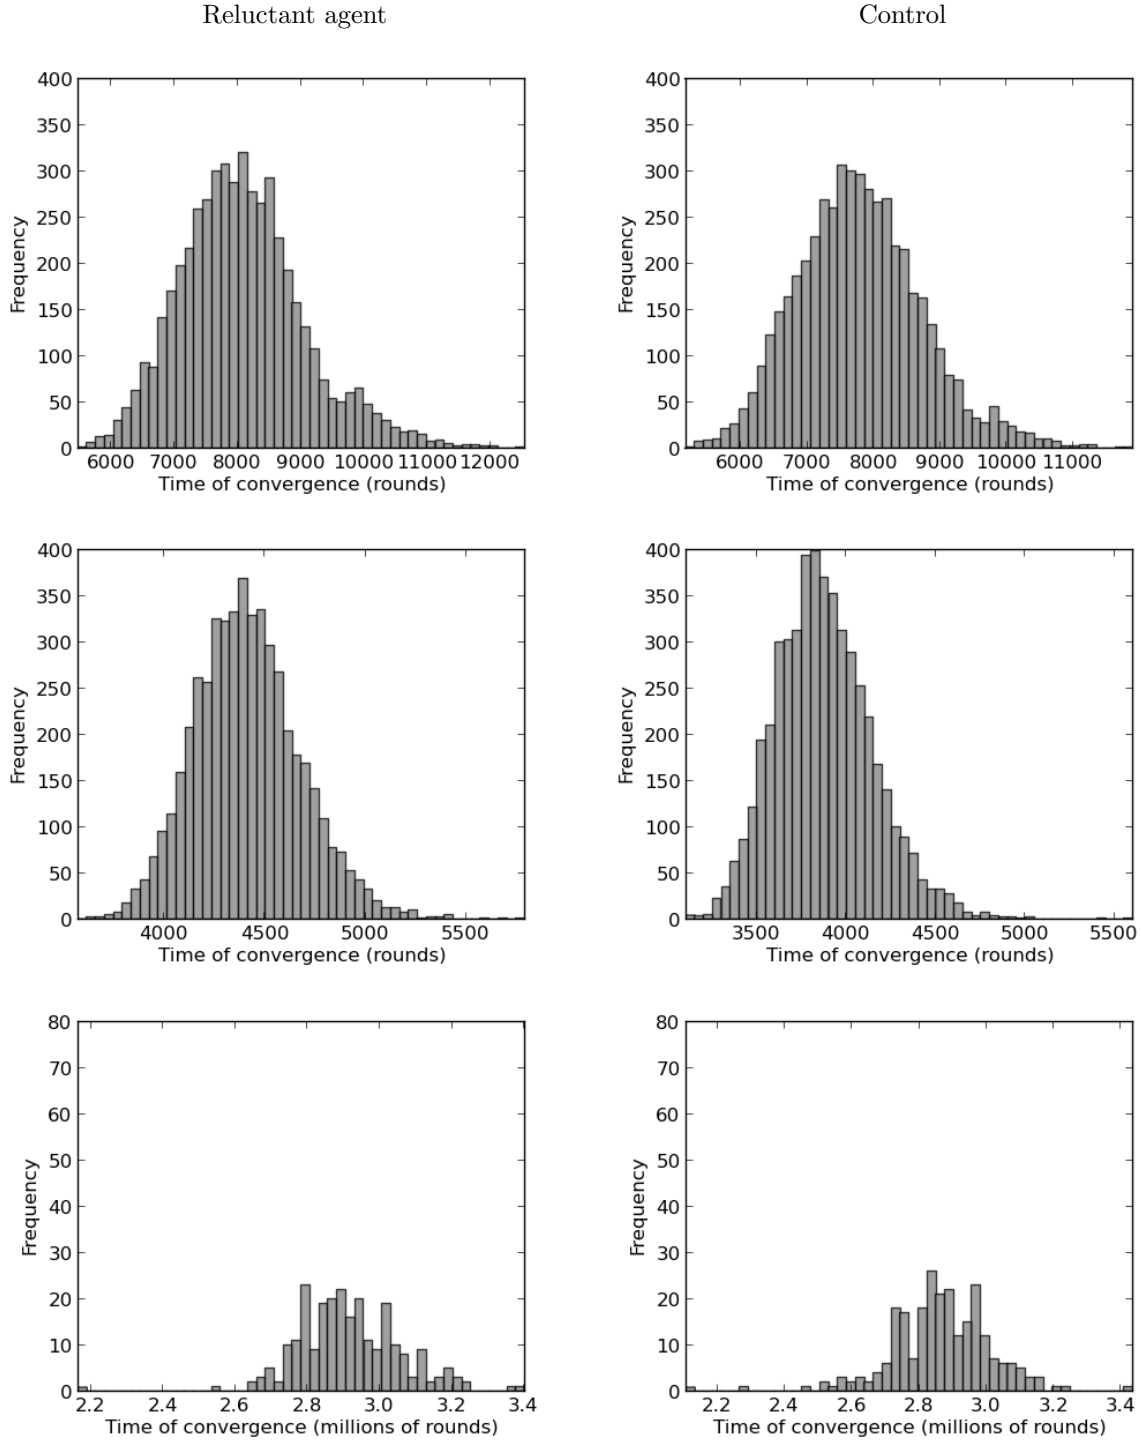 Reluctant agent
Control
400
350
300
250
200
150
100
50
0
Frequency
6000 7000 8000 9000 10000 11000 12000
Time of convergence (rounds)
400
350
300
250
200
150
100
50
0
Frequency
6000 7000 8000 9000 10000 11000
Time of convergence (rounds)
400
350
300
250
200
150
100
50
0
Frequency
4000 4500 5000 5500
Time of convergence (rounds)
400
350
300
250
200
150
100
50
0
Frequency
3500 4000 4500 5000 5500
Time of convergence (rounds)
80
70
60
50
40
30
20
10
0
Frequency
2.2 2.4 2.6 2.8 3.0 3.2 3.4
Time of convergence (millions of rounds)
80
70
60
50
40
30
20
10
0
Frequency
2.2 2.4 2.6 2.8 3.0 3.2 3.4
Time of convergence (millions of rounds)